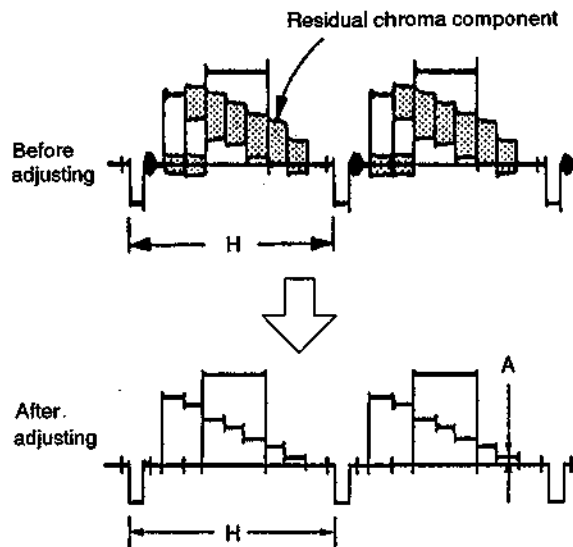 Residual chroma component
Before
adjusting
H
A
After.
adjusting
H